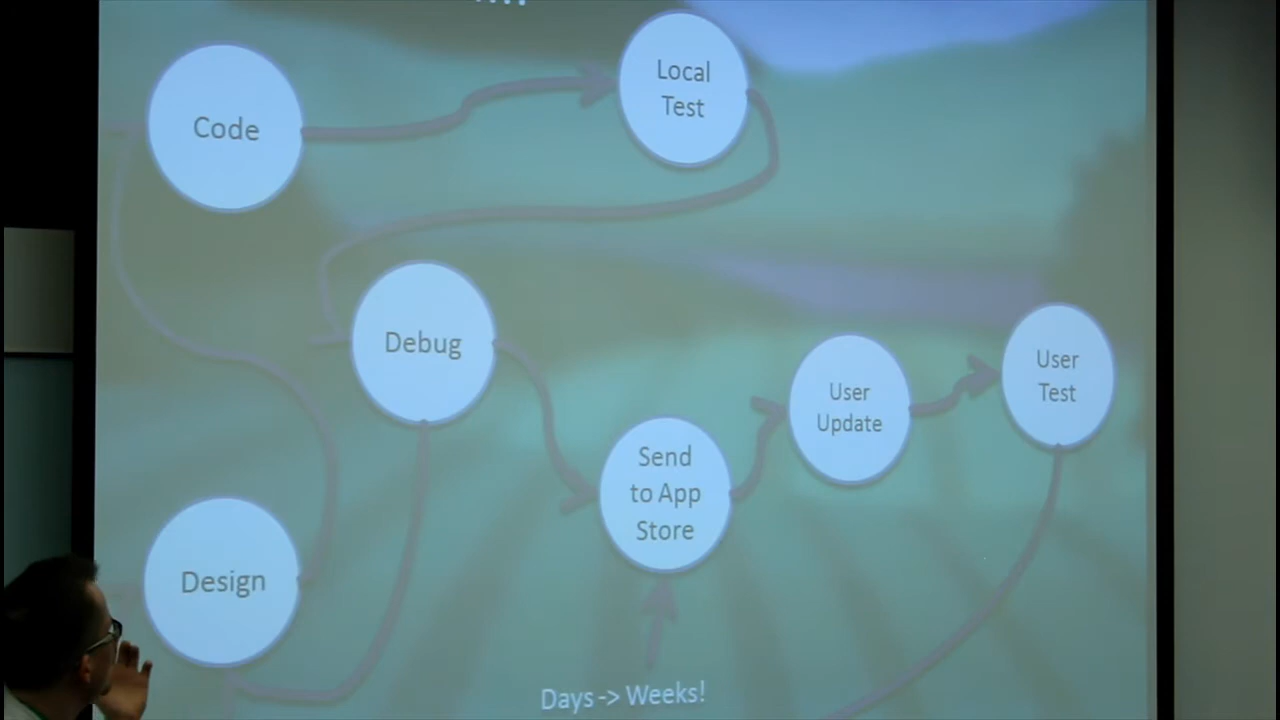 Code
Local
Test
Debug
User
Test
User
Update
Send
to App
Store
Design
Days -> Weeks!